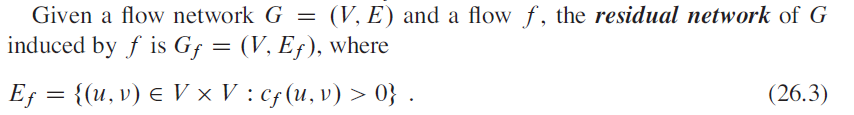 Given a flow network G = (V, E) and a flow f, the residual network of G
induced by f is G_f = (V, E_f), where
E_f = {(u, v) ∈ V × V : c_f(u, v) > 0} . (26.3)